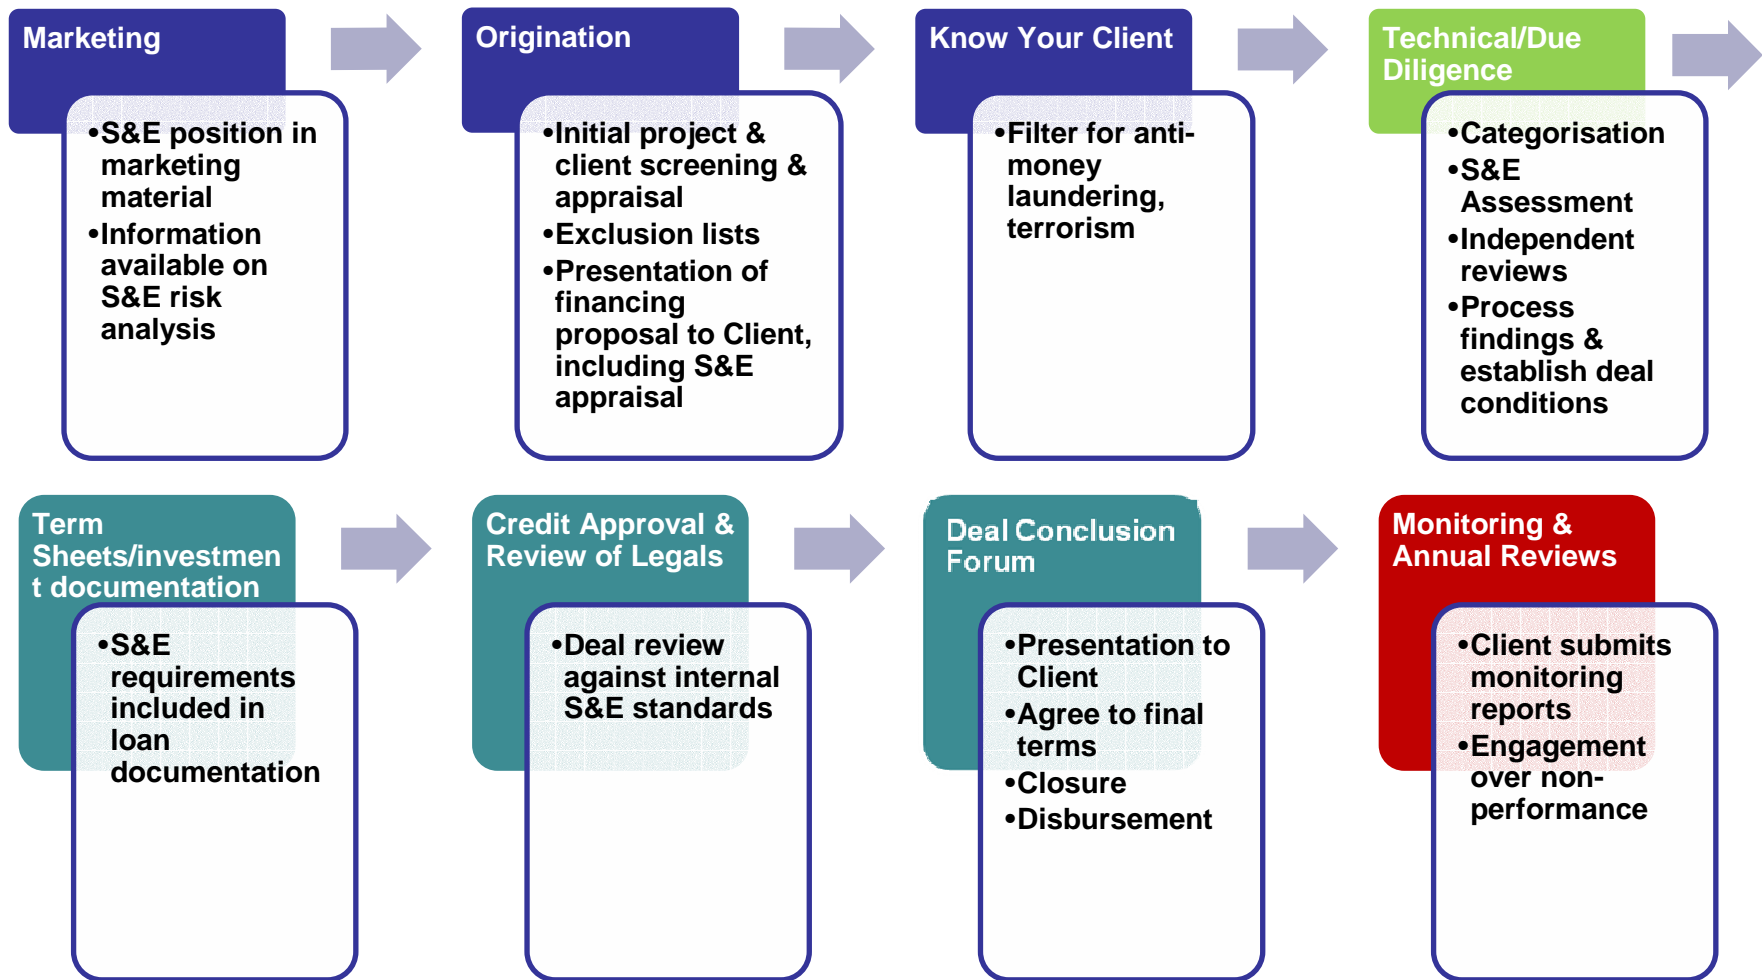 Marketing
•S&E position in
marketing
material
•Information
available on
S&E risk
analysis
Origination
•Initial project &
client screening &
appraisal
•Exclusion lists
•Presentation of
financing
proposal to Client,
including S&E
appraisal
Know Your Client
•Filter for anti-
money
laundering,
terrorism
Technical/Due
Diligence
•Categorisation
•S&E
Assessment
•Independent
reviews
•Process
findings &
establish deal
conditions
Term
Sheets/investmen
t documentation
•S&E
requirements
included in
loan
documentation
Credit Approval &
Review of Legals
•Deal review
against internal
S&E standards
Deal Conclusion
Forum
•Presentation to
Client
•Agree to final
terms
•Closure
•Disbursement
Monitoring &
Annual Reviews
•Client submits
monitoring
reports
•Engagement
over non-
performance